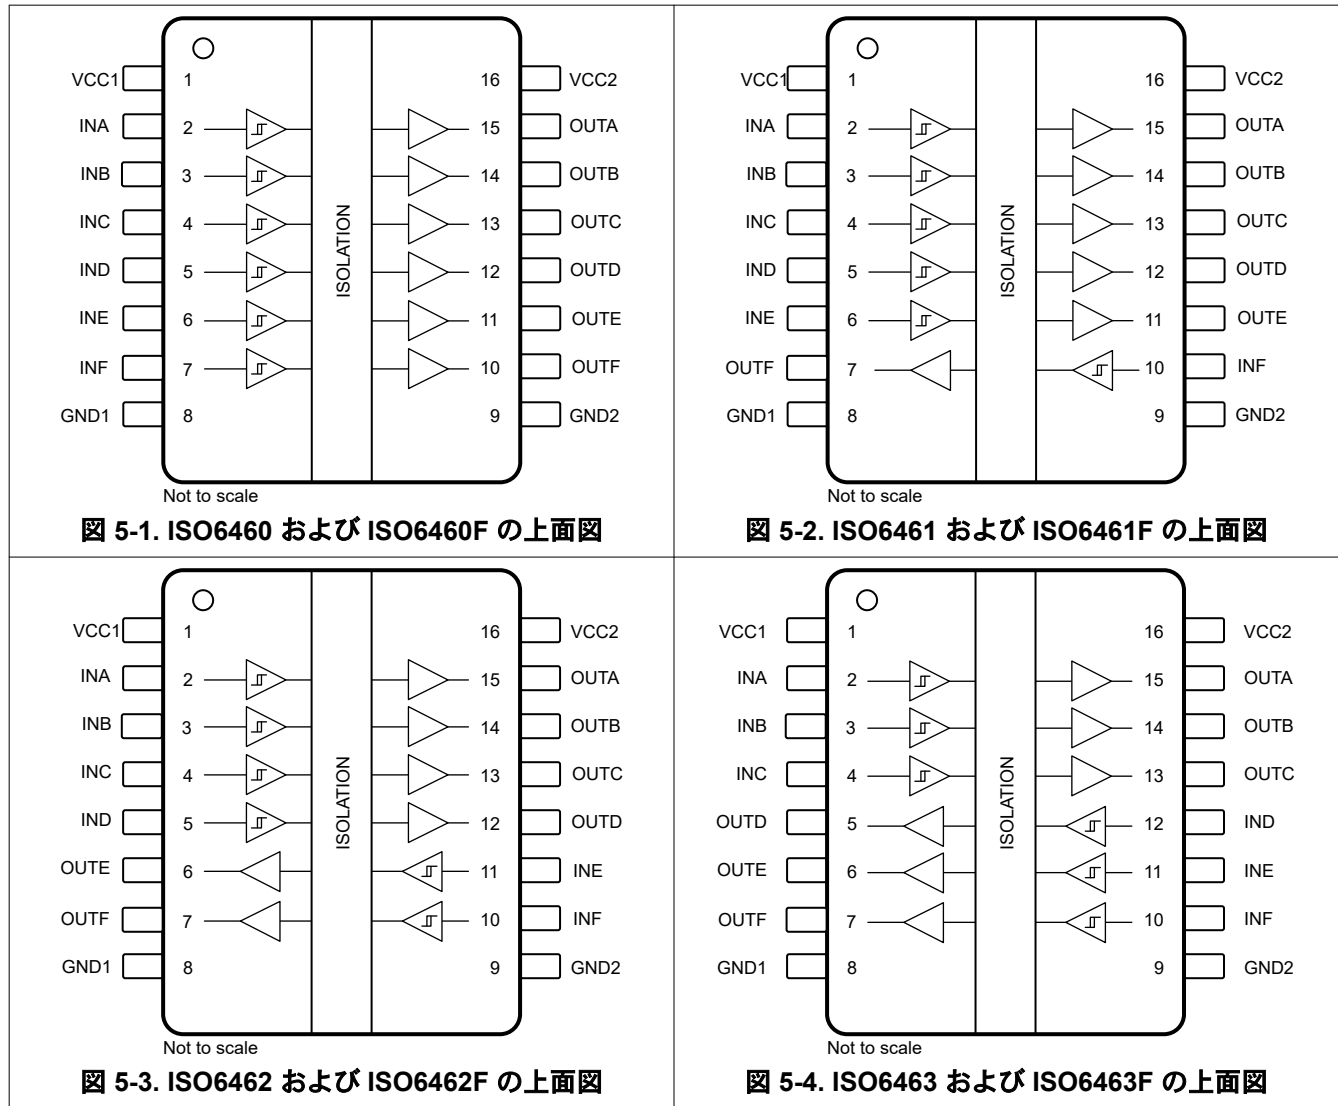 VCC1 1 16 VCC2
INA 2 15 OUTA
INB 3 14 OUTB
INC 4 13 OUTC
IND 5 12 OUTD
INE 6 11 OUTE
INF 7 10 OUTF
GND1 8 9 GND2
ISOLATION
Not to scale
図 5-1. ISO6460 および ISO6460F の上面図
VCC1 1 16 VCC2
INA 2 15 OUTA
INB 3 14 OUTB
INC 4 13 OUTC
IND 5 12 OUTD
INE 6 11 OUTE
OUTF 7 10 INF
GND1 8 9 GND2
ISOLATION
Not to scale
図 5-2. ISO6461 および ISO6461F の上面図
VCC1 1 16 VCC2
INA 2 15 OUTA
INB 3 14 OUTB
INC 4 13 OUTC
IND 5 12 OUTD
OUTE 6 11 INE
OUTF 7 10 INF
GND1 8 9 GND2
ISOLATION
Not to scale
図 5-3. ISO6462 および ISO6462F の上面図
VCC1 1 16 VCC2
INA 2 15 OUTA
INB 3 14 OUTB
INC 4 13 OUTC
OUTD 5 12 IND
OUTE 6 11 INE
OUTF 7 10 INF
GND1 8 9 GND2
ISOLATION
Not to scale
図 5-4. ISO6463 および ISO6463F の上面図